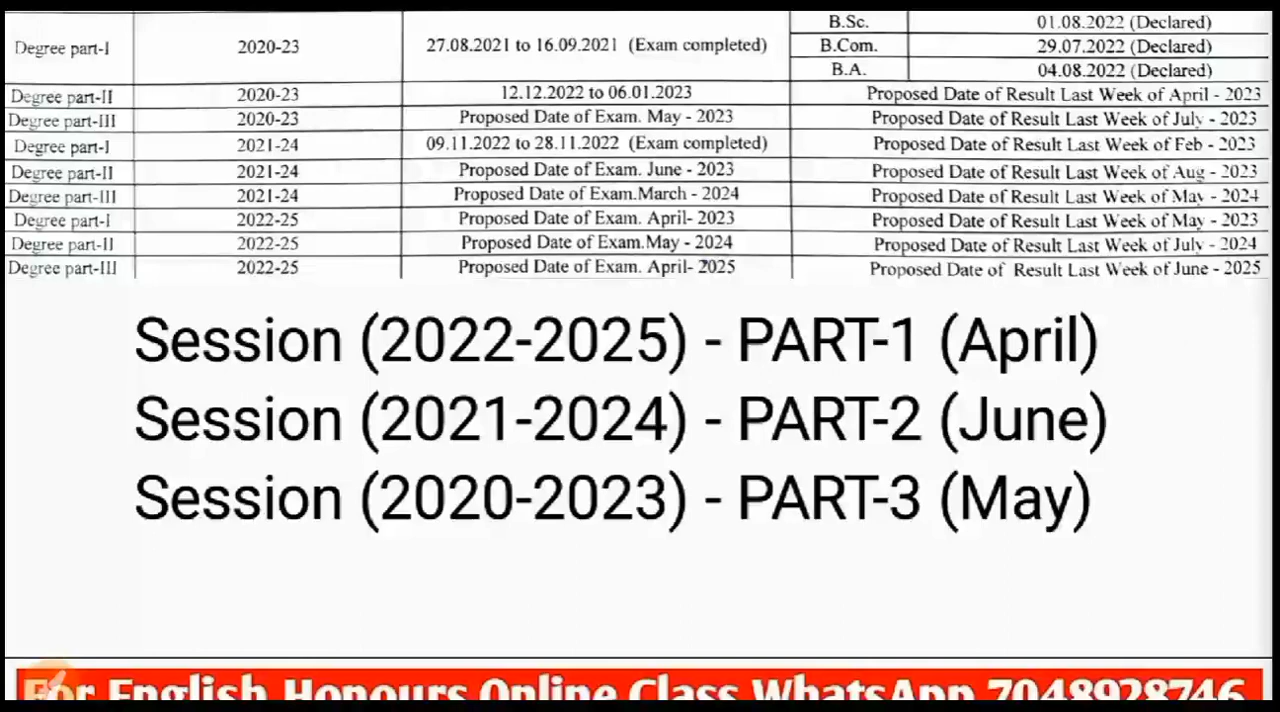 B.Sc. 01.08.2022 (Declared)
Degree part-I 2020-23 27.08.2021 to 16.09.2021 (Exam completed) B.Com. 29.07.2022 (Declared)
B.A. 04.08.2022 (Declared)
Degree part-II 2020-23 12.12.2022 to 06.01.2023 Proposed Date of Result Last Week of April - 2023
Degree part-III 2020-23 Proposed Date of Exam. May - 2023 Proposed Date of Result Last Week of July - 2023
Degree part-I 2021-24 09.11.2022 to 28.11.2022 (Exam completed) Proposed Date of Result Last Week of Feb - 2023
Degree part-II 2021-24 Proposed Date of Exam. June - 2023 Proposed Date of Result Last Week of Aug - 2023
Degree part-III 2021-24 Proposed Date of Exam.March - 2024 Proposed Date of Result Last Week of May - 2024
Degree part-I 2022-25 Proposed Date of Exam. April- 2023 Proposed Date of Result Last Week of May - 2023
Degree part-II 2022-25 Proposed Date of Exam.May - 2024 Proposed Date of Result Last Week of July - 2024
Degree part-III 2022-25 Proposed Date of Exam. April- 2025 Proposed Date of Result Last Week of June - 2025
Session (2022-2025) - PART-1 (April)
Session (2021-2024) - PART-2 (June)
Session (2020-2023) - PART-3 (May)
For English Honours Online Class WhatsApp 7048928746